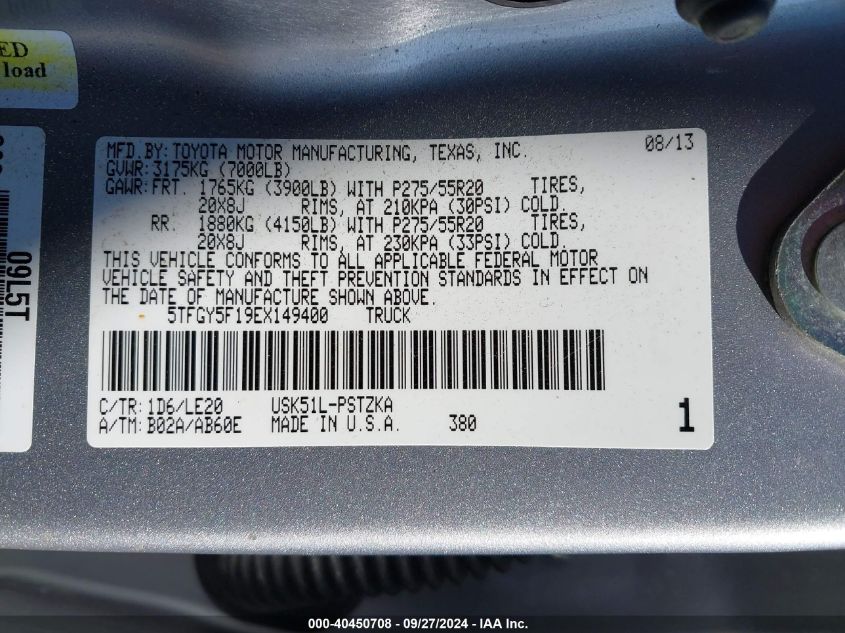 ED
load
09L5T
MFD.BY:TOYOTA MOTOR MANUFACTURING, TEXAS, INC. 08/13
GVWR:3175KG (7000LB)
GAWR:FRT. 1765KG (3900LB) WITH P275/55R20 TIRES,
20X8J RIMS, AT 210KPA (30PSI) COLD.
RR. 1880KG (4150LB) WITH P275/55R20 TIRES,
20X8J RIMS, AT 230KPA (33PSI) COLD.
THIS VEHICLE CONFORMS TO ALL APPLICABLE FEDERAL MOTOR
VEHICLE SAFETY AND THEFT PREVENTION STANDARDS IN EFFECT ON
THE DATE OF MANUFACTURE SHOWN ABOVE.
5TFGY5F19EX149400 TRUCK
C/TR:1D6/LE20 USK51L-PSTZKA
A/TM:B02A/AB60E MADE IN U.S.A. 380 1
000-40450708 - 09/27/2024 - IAA Inc.